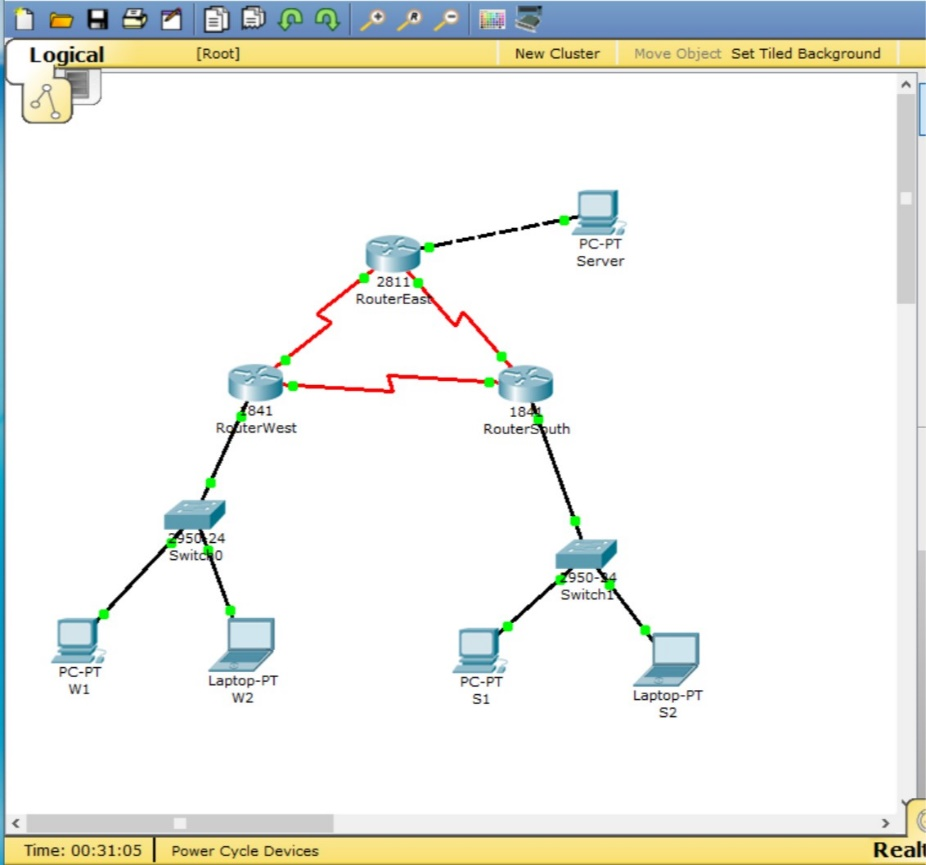 Logical
[Root]
New Cluster
Move Object
Set Tiled Background
PC-PT
Server
2811
RouterEast
1841
RouterWest
1841
RouterSouth
2950-24
Switch0
2950-24
Switch1
PC-PT
W1
Laptop-PT
W2
PC-PT
S1
Laptop-PT
S2
Time: 00:31:05
Power Cycle Devices
Realt